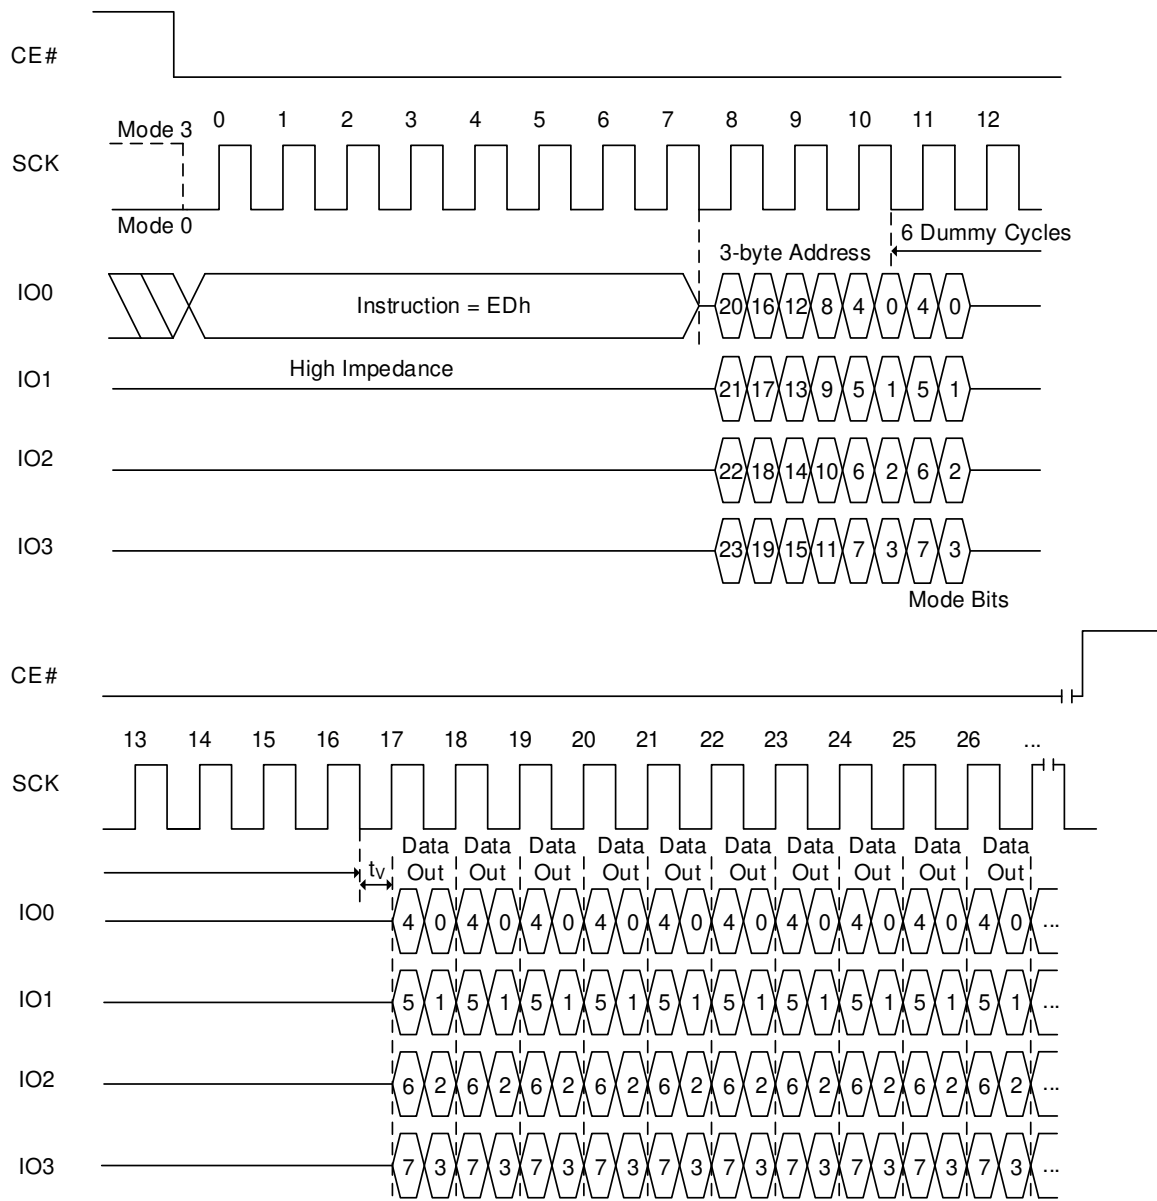 CE#
Mode 3 0 1 2 3 4 5 6 7 8 9 10 11 12
SCK
Mode 0
6 Dummy Cycles
3-byte Address
IO0 Instruction = EDh 20 16 12 8 4 0 4 0
High Impedance
IO1 21 17 13 9 5 1 5 1
IO2 22 18 14 10 6 2 6 2
IO3 23 19 15 11 7 3 7 3
Mode Bits
CE#
13 14 15 16 17 18 19 20 21 22 23 24 25 26 ...
SCK
Data Data Data Data Data Data Data Data Data Data
tV Out Out Out Out Out Out Out Out Out Out
IO0 4 0 4 0 4 0 4 0 4 0 4 0 4 0 4 0 4 0 4 0 ...
IO1 5 1 5 1 5 1 5 1 5 1 5 1 5 1 5 1 5 1 5 1 ...
IO2 6 2 6 2 6 2 6 2 6 2 6 2 6 2 6 2 6 2 6 2 ...
IO3 7 3 7 3 7 3 7 3 7 3 7 3 7 3 7 3 7 3 7 3 ...